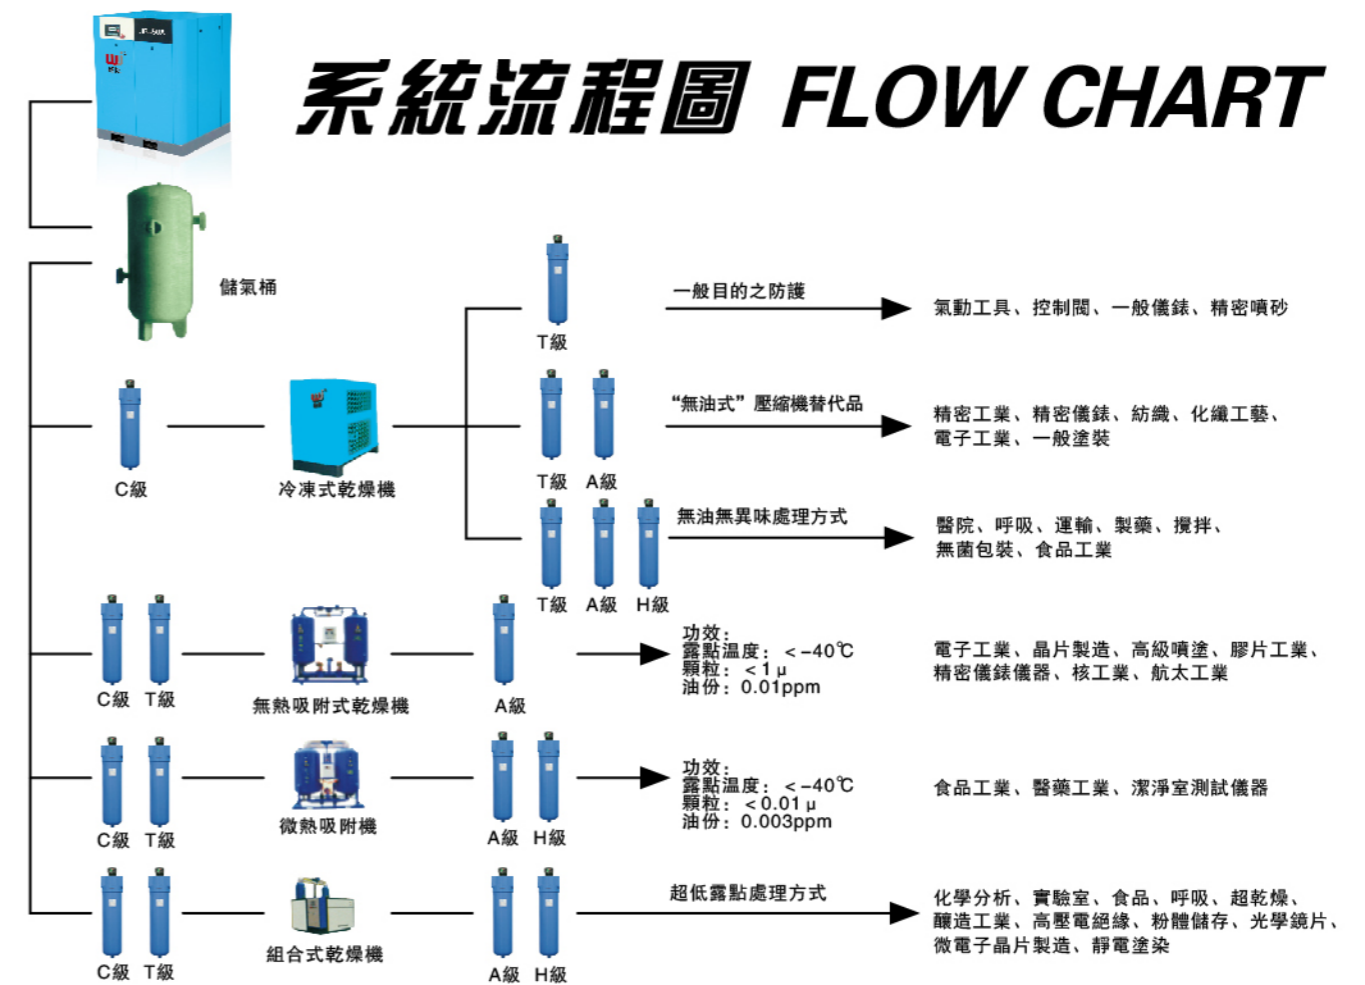 系統流程圖 FLOW CHART
儲氣桶
T級
一般目的之防護
氣動工具、控制閥、一般儀錶、精密噴砂
C級
冷凍式乾燥機
T級 A級
“無油式”壓縮機替代品
精密工業、精密儀錶、紡織、化纖工藝、
電子工業、一般塗裝
T級 A級 H級
無油無異味處理方式
醫院、呼吸、運輸、製藥、攪拌、
無菌包裝、食品工業
C級 T級
無熱吸附式乾燥機
A級
功效：
露點溫度：＜-40℃
顆粒：＜1μ
油份：0.01ppm
電子工業、晶片製造、高級噴塗、膠片工業、
精密儀錶儀器、核工業、航太工業
C級 T級
微熱吸附機
A級 H級
功效：
露點溫度：＜-40℃
顆粒：＜0.01μ
油份：0.003ppm
食品工業、醫藥工業、潔淨室測試儀器
C級 T級
組合式乾燥機
A級 H級
超低露點處理方式
化學分析、實驗室、食品、呼吸、超乾燥、
釀造工業、高壓電絕緣、粉體儲存、光學鏡片、
微電子晶片製造、靜電塗染